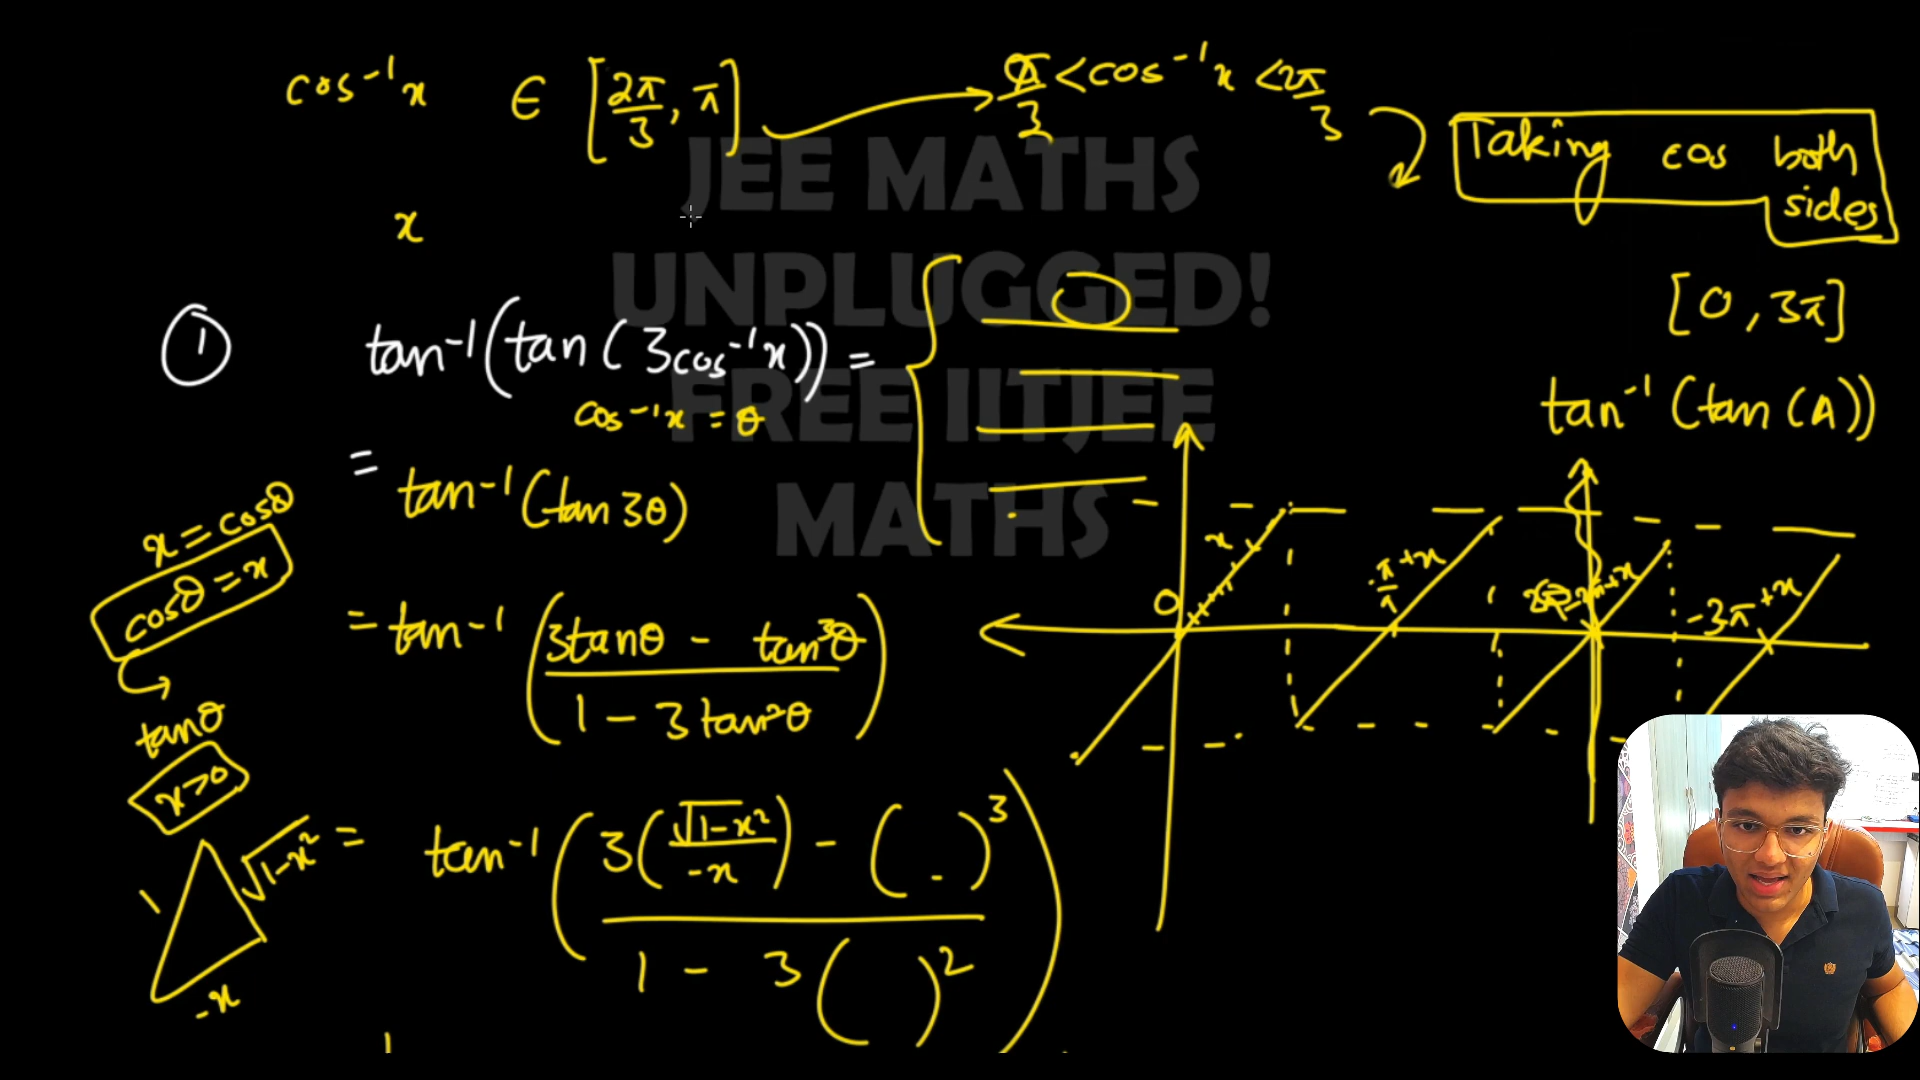 cos⁻¹x ∈ [2π/3, π]
π/3 < cos⁻¹x < 2π/3
Taking cos both
sides
x
[0, 3π]
JEE MATHS
UNPLUGGED!
FREE IITJEE
MATHS
① tan⁻¹(tan(3cos⁻¹x)) = {
cos⁻¹x = θ
tan⁻¹(tan(A))
= tan⁻¹(tan 3θ)
x = cosθ
cosθ = x
= tan⁻¹((3tanθ - tan³θ)/(1 - 3tan²θ))
0
x
+x
-3π+x
tanθ
x>0
1
√1-x²
-x
= tan⁻¹((3(√1-x²/-x) - ( )³)/(1 - 3( )²))